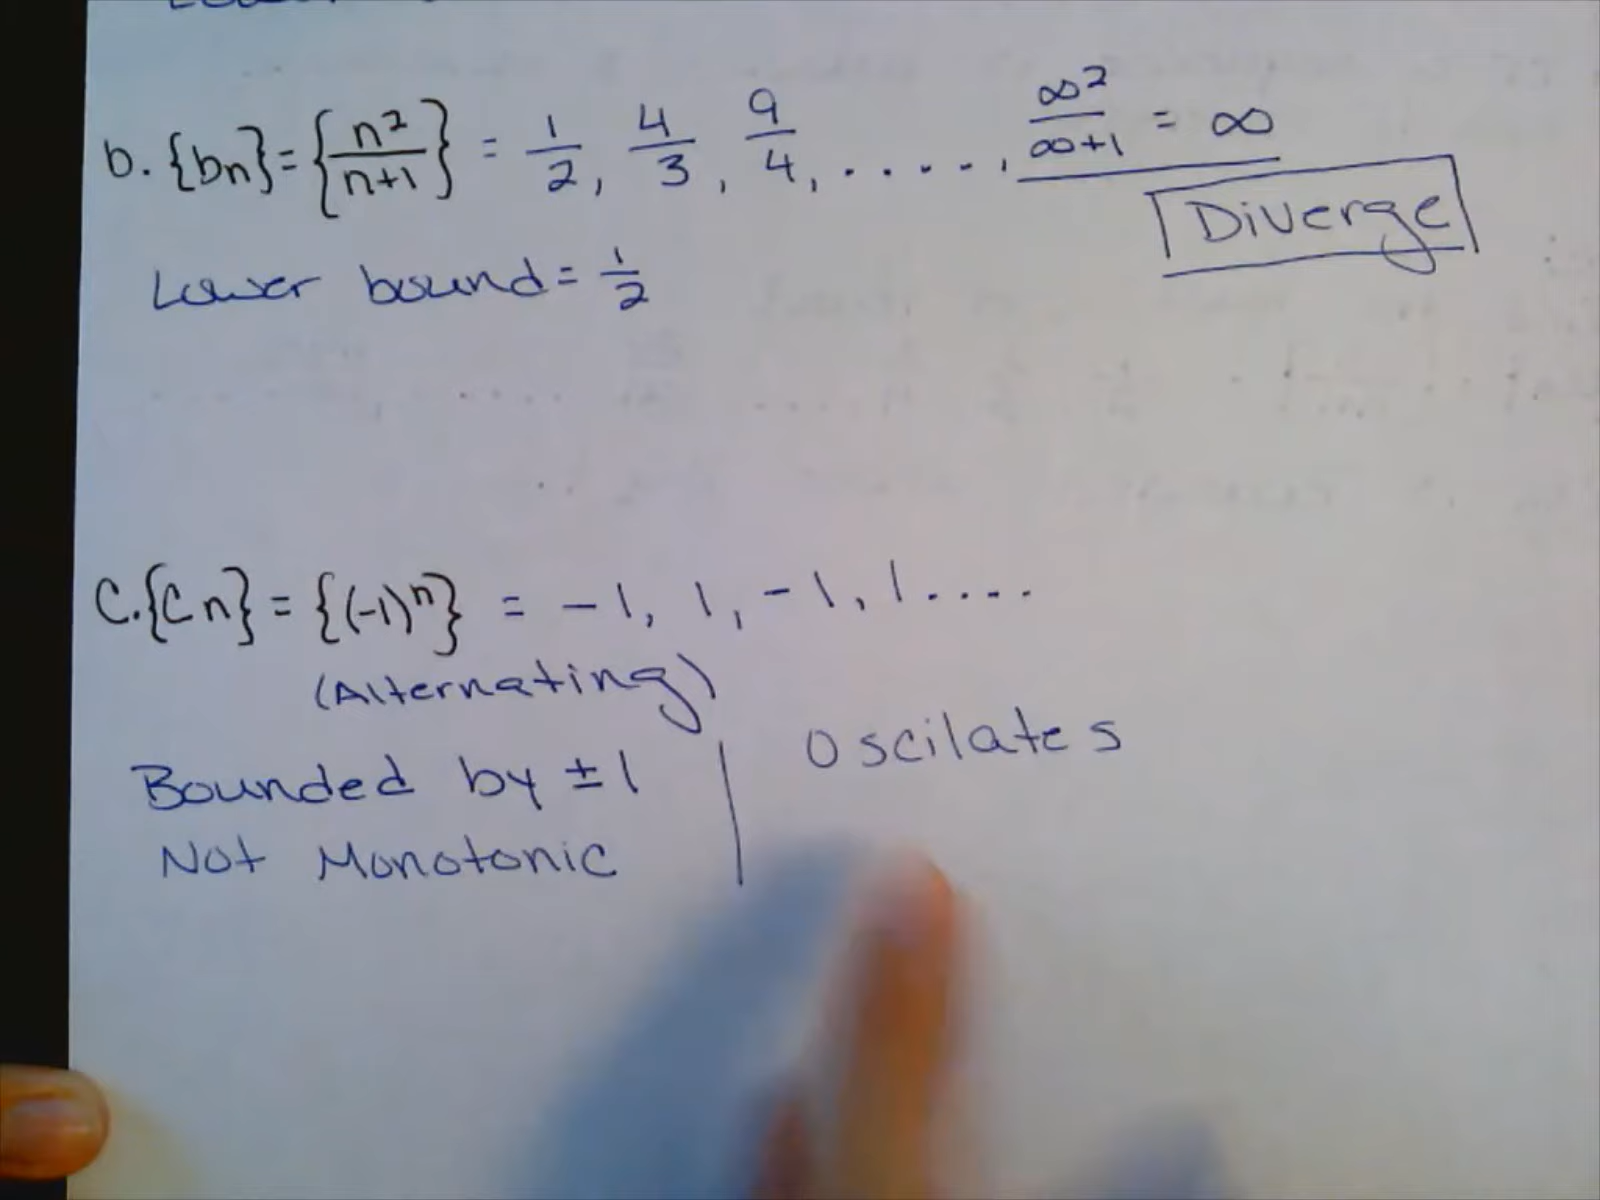 b. {bn} = {n²/(n+1)} = 1/2, 4/3, 9/4, ....., ∞²/(∞+1) = ∞
Diverge
Lower bound = 1/2
C. {Cn} = {(-1)ⁿ} = -1, 1, -1, 1....
(Alternating)
Bounded by ±1
Not Monotonic
Oscilates